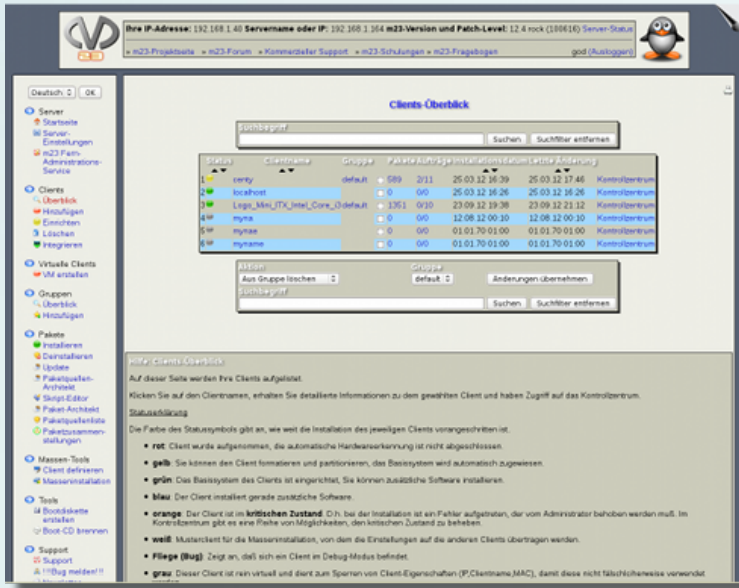 Ihre IP-Adresse: 192.168.1.40 Servername oder IP: 192.168.1.164 m23-Version und Patch-Level: 12.4 rock (100616) Server-Status
» m23-Projektseite » m23-Forum » Kommerzieller Support » m23-Schulungen » m23-Fragebogen god (Ausloggen)
Deutsch OK
Server
Startseite
Server-
Einstellungen
m23 Fern-
Administrations-
Service
Clients
Überblick
Hinzufügen
Einrichten
Löschen
Integrieren
Virtuelle Clients
VM erstellen
Gruppen
Überblick
Hinzufügen
Pakete
Installieren
Deinstallieren
Update
Paketquellen-
Architekt
Skript-Editor
Paket-Architekt
Paketquellenliste
Paketzusammen-
stellungen
Massen-Tools
Client definieren
Masseninstallation
Tools
Bootdiskette
erstellen
Boot-CD brennen
Support
Support
!!!Bug melden!!!
Clients-Überblick
Suchbegriff
Suchen Suchfilter entfernen
Status Clientname Gruppe Pakete Aufträge Installationsdatum Letzte Änderung
1 centy default 589 2/11 25.03.12 16:39 25.03.12 17:46 Kontrollzentrum
2 localhost 0 0/0 25.03.12 16:26 25.03.12 16:26 Kontrollzentrum
3 default 1351 0/10 23.09.12 19:38 23.09.12 21:12 Kontrollzentrum
4 myna 0 0/0 12.08.12 00:10 12.08.12 00:10 Kontrollzentrum
5 mynae 0 0/0 01.01.70 01:00 01.01.70 01:00 Kontrollzentrum
6 myname 0 0/0 01.01.70 01:00 01.01.70 01:00 Kontrollzentrum
Aktion Gruppe
Aus Gruppe löschen default Änderungen übernehmen
Suchbegriff
Suchen Suchfilter entfernen
Hilfe: Clients-Überblick
Auf dieser Seite werden Ihre Clients aufgelistet.
Klicken Sie auf den Clientnamen, erhalten Sie detaillierte Informationen zu dem gewählten Client und haben Zugriff auf das Kontrollzentrum.
Statuserklärung
Die Farbe des Statussymbols gibt an, wie weit die Installation des jeweiligen Clients vorangeschritten ist.
• rot: Client wurde aufgenommen, die automatische Hardwareerkennung ist nicht abgeschlossen.
• gelb: Sie können den Client formatieren und partitionieren, das Basissystem wird automatisch zugewiesen.
• grün: Das Basissystem des Clients ist eingerichtet, Sie können zusätzliche Software installieren.
• blau: Der Client installiert gerade zusätzliche Software.
• orange: Der Client ist im kritischen Zustand. D.h. bei der Installation ist ein Fehler aufgetreten, der vom Administrator behoben werden muß. Im
Kontrollzentrum gibt es eine Reihe von Möglichkeiten, den kritischen Zustand zu beheben.
• weiß: Musterclient für die Masseninstallation, von dem die Einstellungen auf die anderen Clients übertragen werden.
• Fliege (Bug): Zeigt an, daß sich ein Client im Debug-Modus befindet.
• grau: Dieser Client ist rein virtuell und dient zum Sperren von Client-Eigenschaften (IP,Clientname,MAC), damit diese nicht fälschlicherweise verwendet